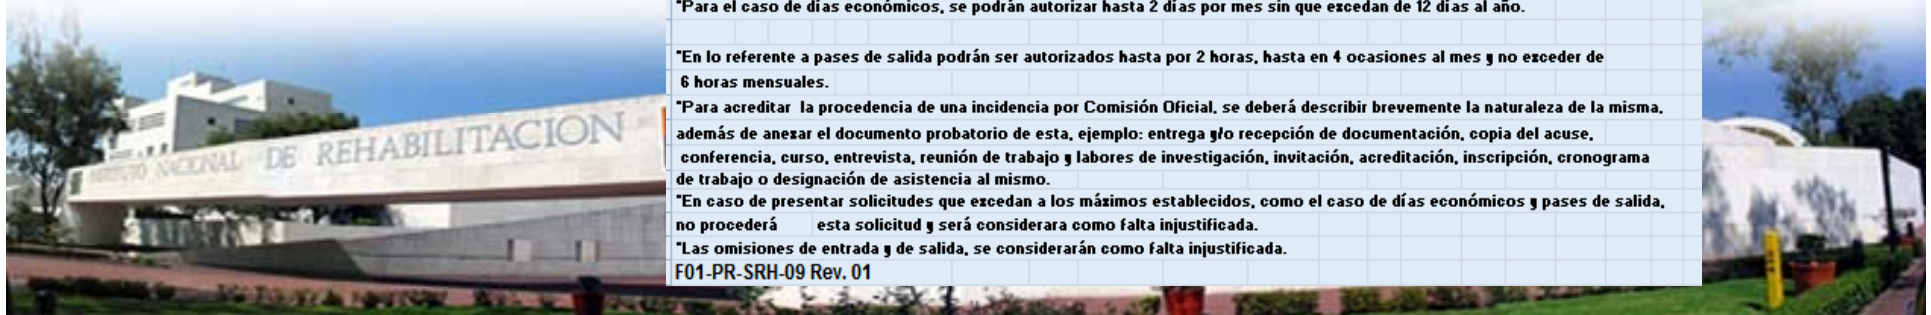 "Para el caso de días económicos, se podrán autorizar hasta 2 días por mes sin que excedan de 12 días al año.
"En lo referente a pases de salida podrán ser autorizados hasta por 2 horas, hasta en 4 ocasiones al mes y no exceder de
6 horas mensuales.
"Para acreditar la procedencia de una incidencia por Comisión Oficial, se deberá describir brevemente la naturaleza de la misma,
además de anexar el documento probatorio de esta, ejemplo: entrega y/o recepción de documentación, copia del acuse,
conferencia, curso, entrevista, reunión de trabajo y labores de investigación, invitación, acreditación, inscripción, cronograma
de trabajo o designación de asistencia al mismo.
"En caso de presentar solicitudes que excedan a los máximos establecidos, como el caso de días económicos y pases de salida,
no procederá esta solicitud y será considerara como falta injustificada.
"Las omisiones de entrada y de salida, se considerarán como falta injustificada.
F01-PR-SRH-09 Rev. 01
INSTITUTO NACIONAL DE REHABILITACION